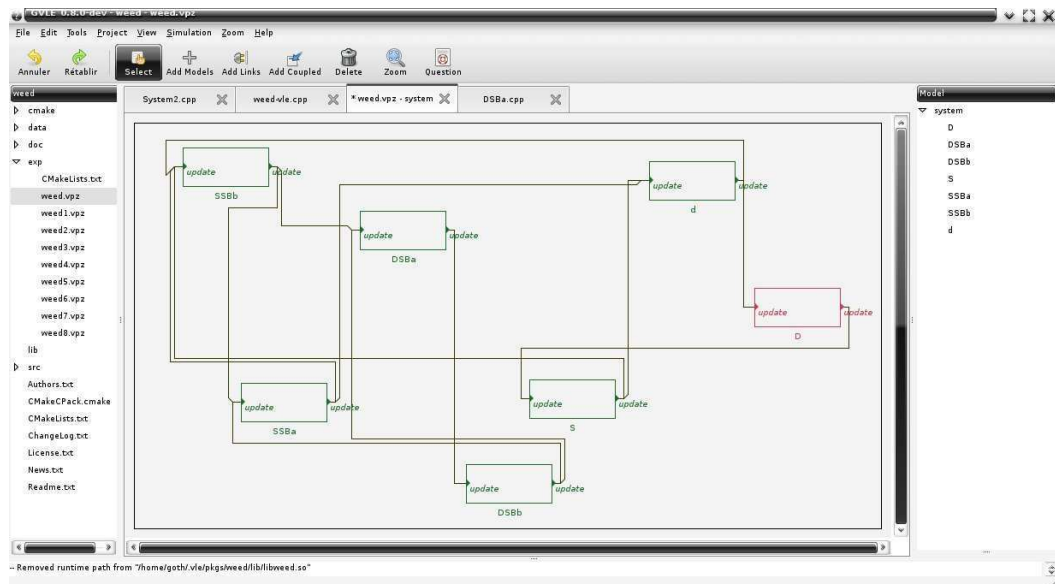 GVLE 0.8.0-dev - weed - weed.vpz
File Edit Tools Project View Simulation Zoom Help
Annuler Rétablir Select Add Models Add Links Add Coupled Delete Zoom Question
weed
cmake
data
doc
exp
CMakeLists.txt
weed.vpz
weed1.vpz
weed2.vpz
weed3.vpz
weed4.vpz
weed5.vpz
weed6.vpz
weed7.vpz
weed8.vpz
lib
src
Authors.txt
CMakeCPack.cmake
CMakeLists.txt
ChangeLog.txt
License.txt
News.txt
Readme.txt
System2.cpp weed-vle.cpp * weed.vpz - system DSBa.cpp
update update
SSBb
update update
d
update update
DSBa
update update
D
update update
SSBa
update update
S
update update
DSBb
Model
system
D
DSBa
DSBb
S
SSBa
SSBb
d
-- Removed runtime path from "/home/goth/.vle/pkgs/weed/lib/libweed.so"